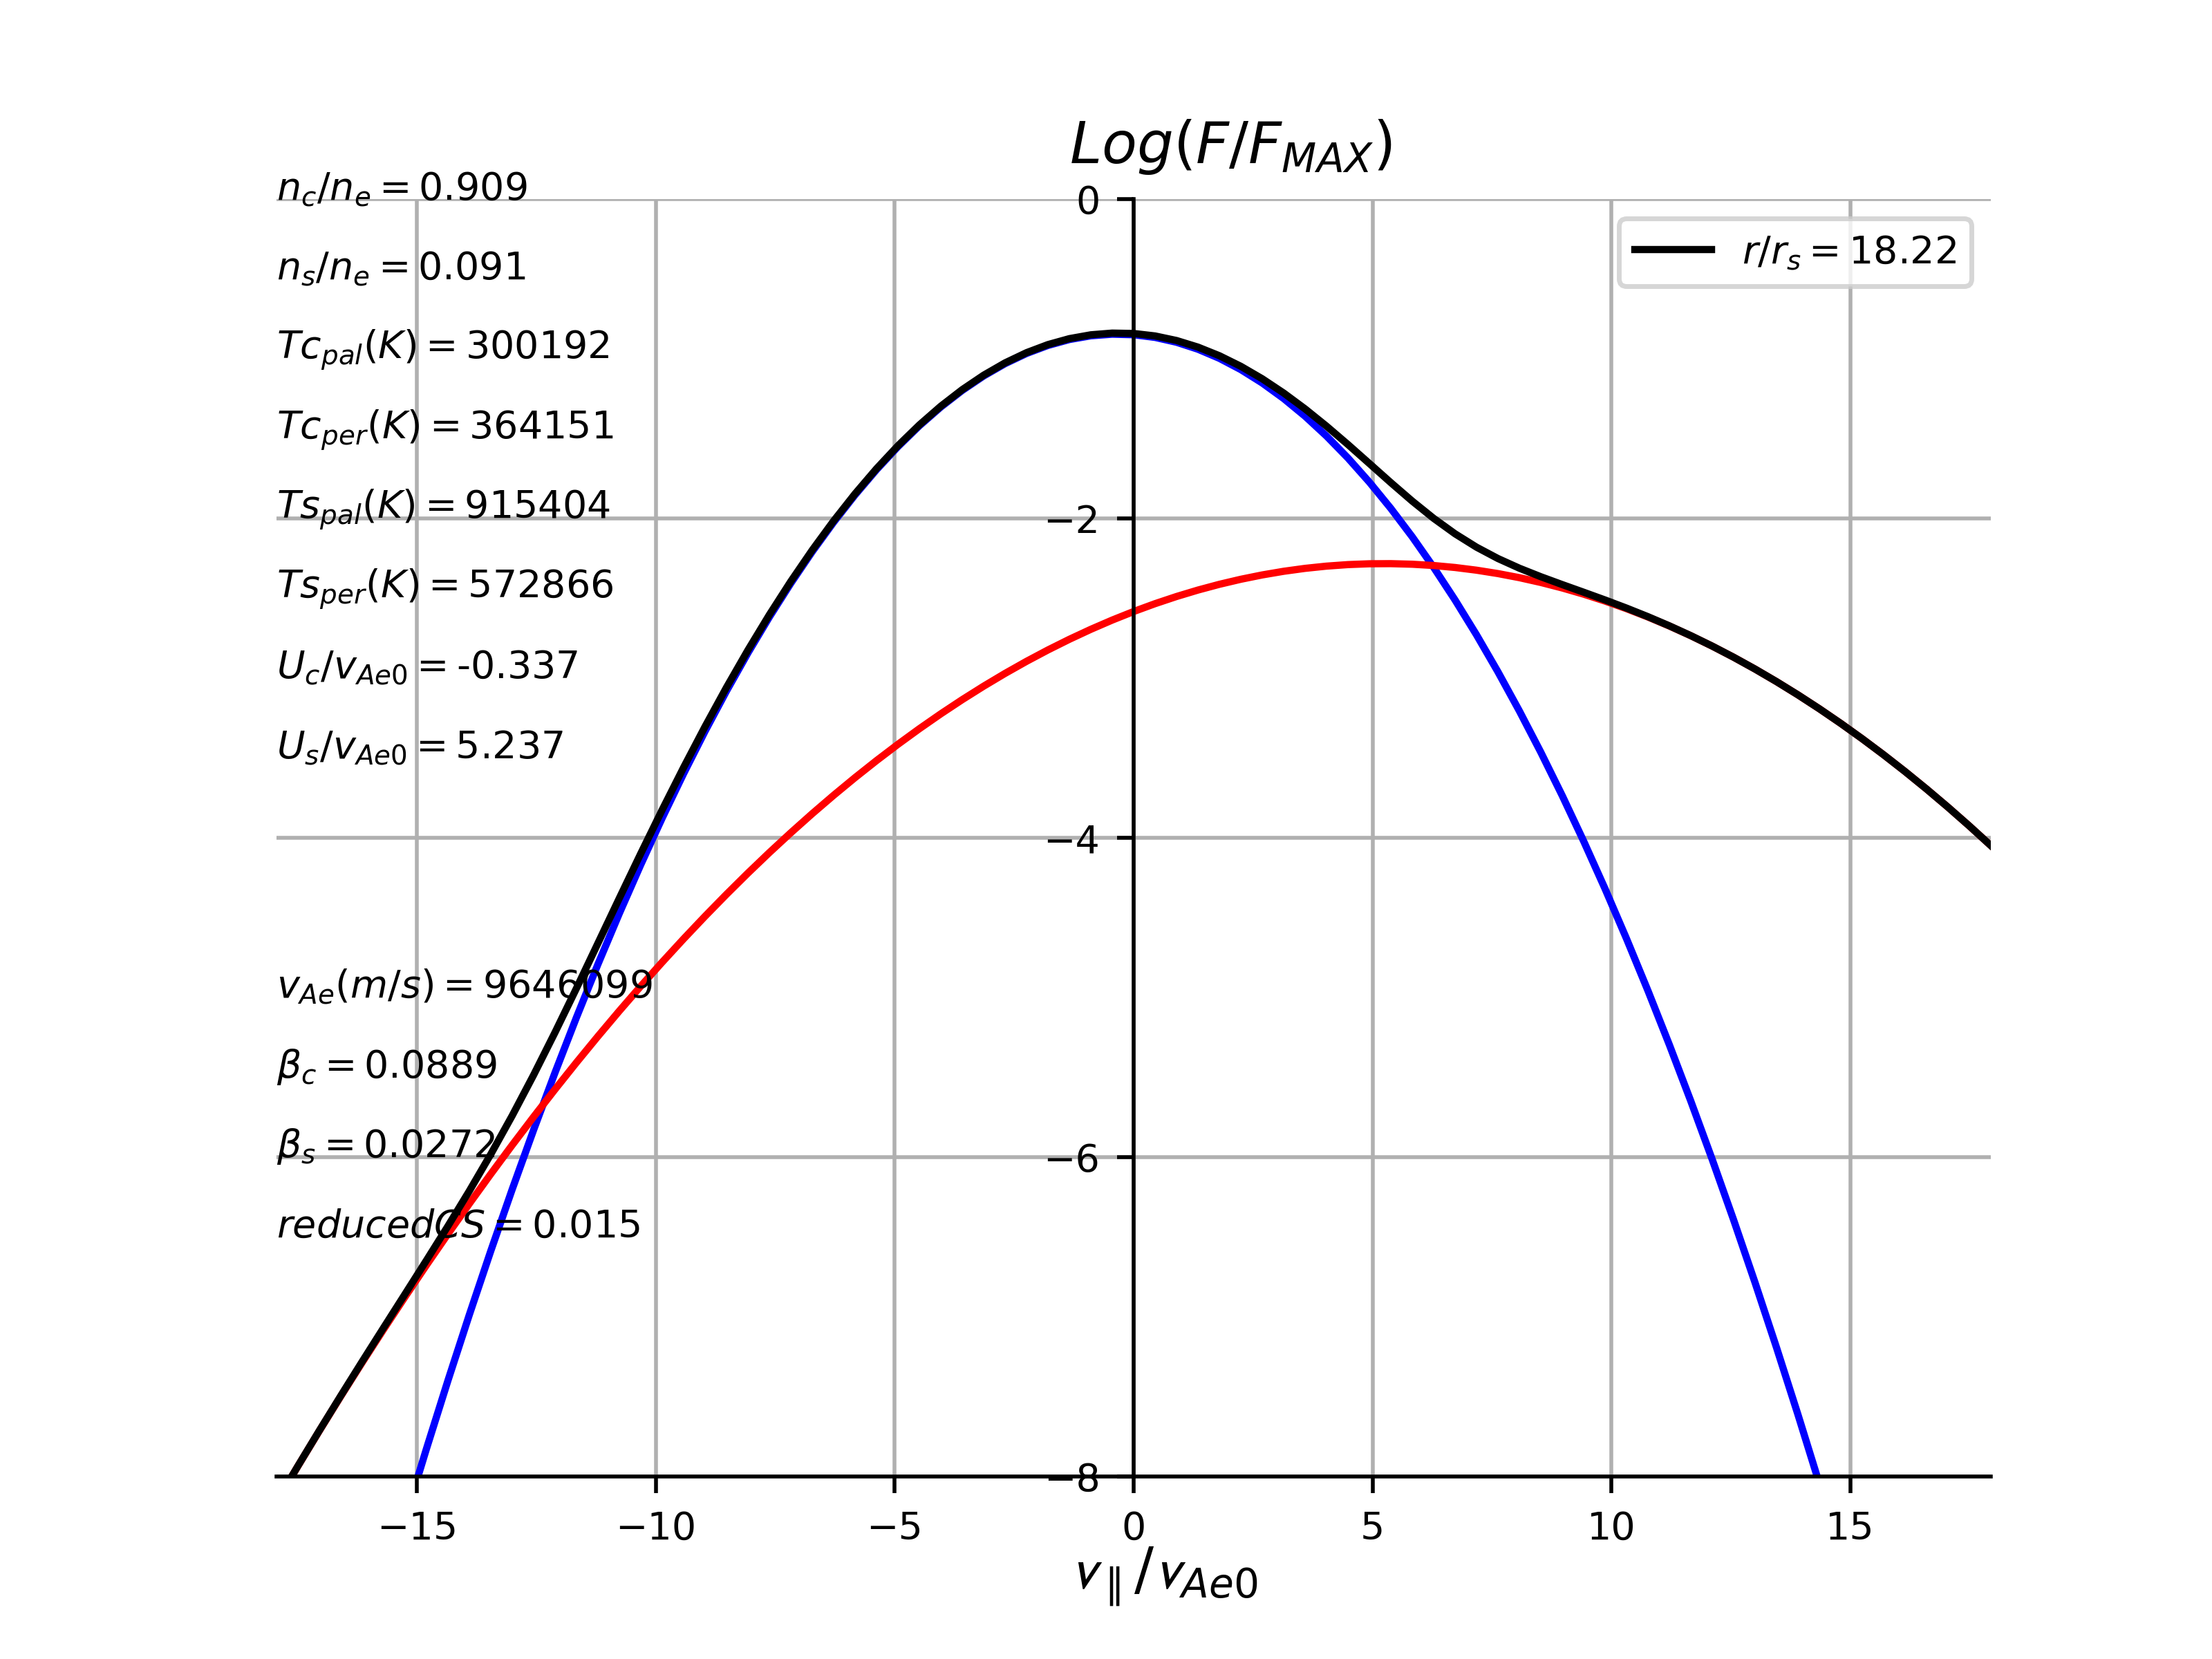 Log(F/F_MAX)
n_c/n_e = 0.909
0
r/r_s = 18.22
n_s/n_e = 0.091
Tc_pal(K) = 300192
Tc_per(K) = 364151
Ts_pal(K) = 915404
−2
Ts_per(K) = 572866
U_c/v_Ae0 = -0.337
U_s/v_Ae0 = 5.237
−4
v_Ae(m/s) = 9646099
β_c = 0.0889
β_s = 0.0272
−6
reducedCS = 0.015
−8
−15 −10 −5 0 5 10 15
v_∥/v_Ae0